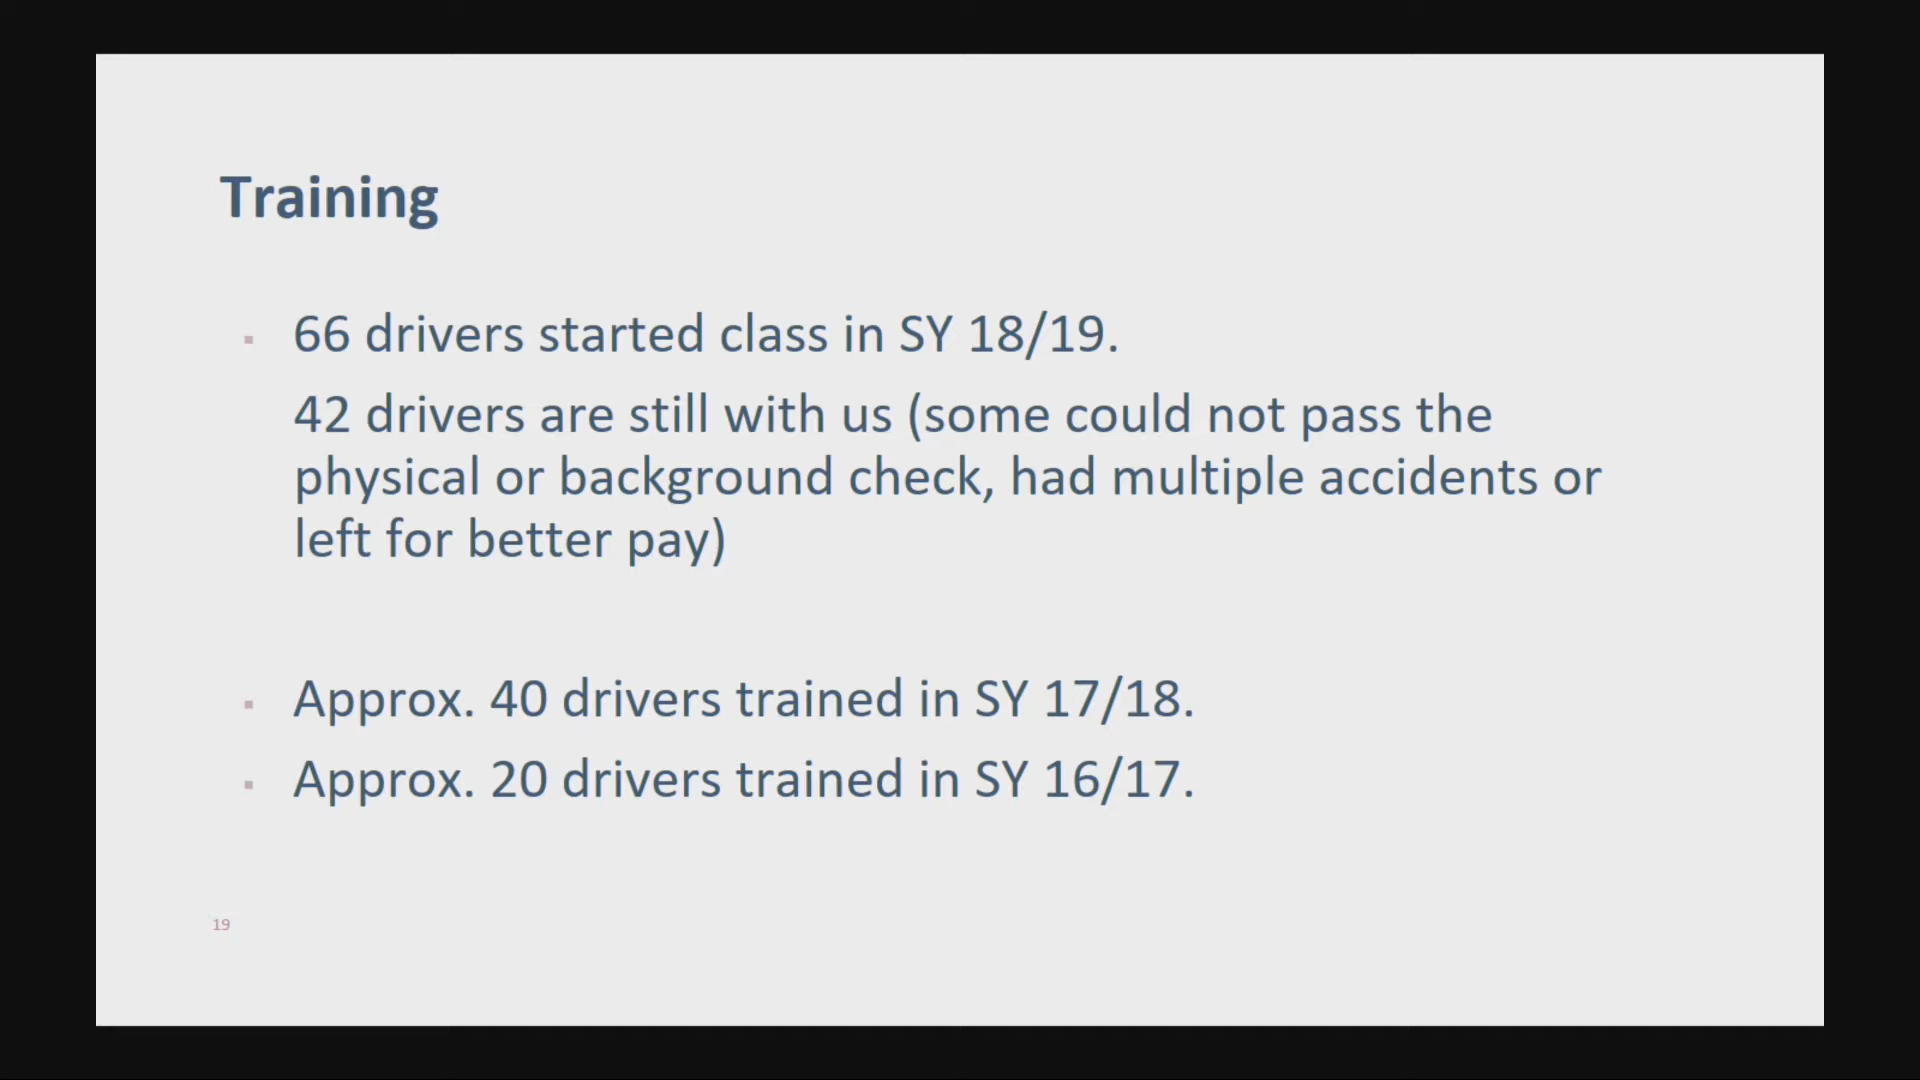 Training
66 drivers started class in SY 18/19.
42 drivers are still with us (some could not pass the
physical or background check, had multiple accidents or
left for better pay)
Approx. 40 drivers trained in SY 17/18.
Approx. 20 drivers trained in SY 16/17.
19